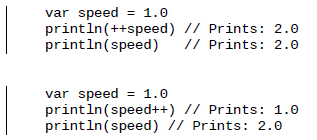 var speed = 1.0
println(++speed) // Prints: 2.0
println(speed)   // Prints: 2.0
var speed = 1.0
println(speed++) // Prints: 1.0
println(speed) // Prints: 2.0